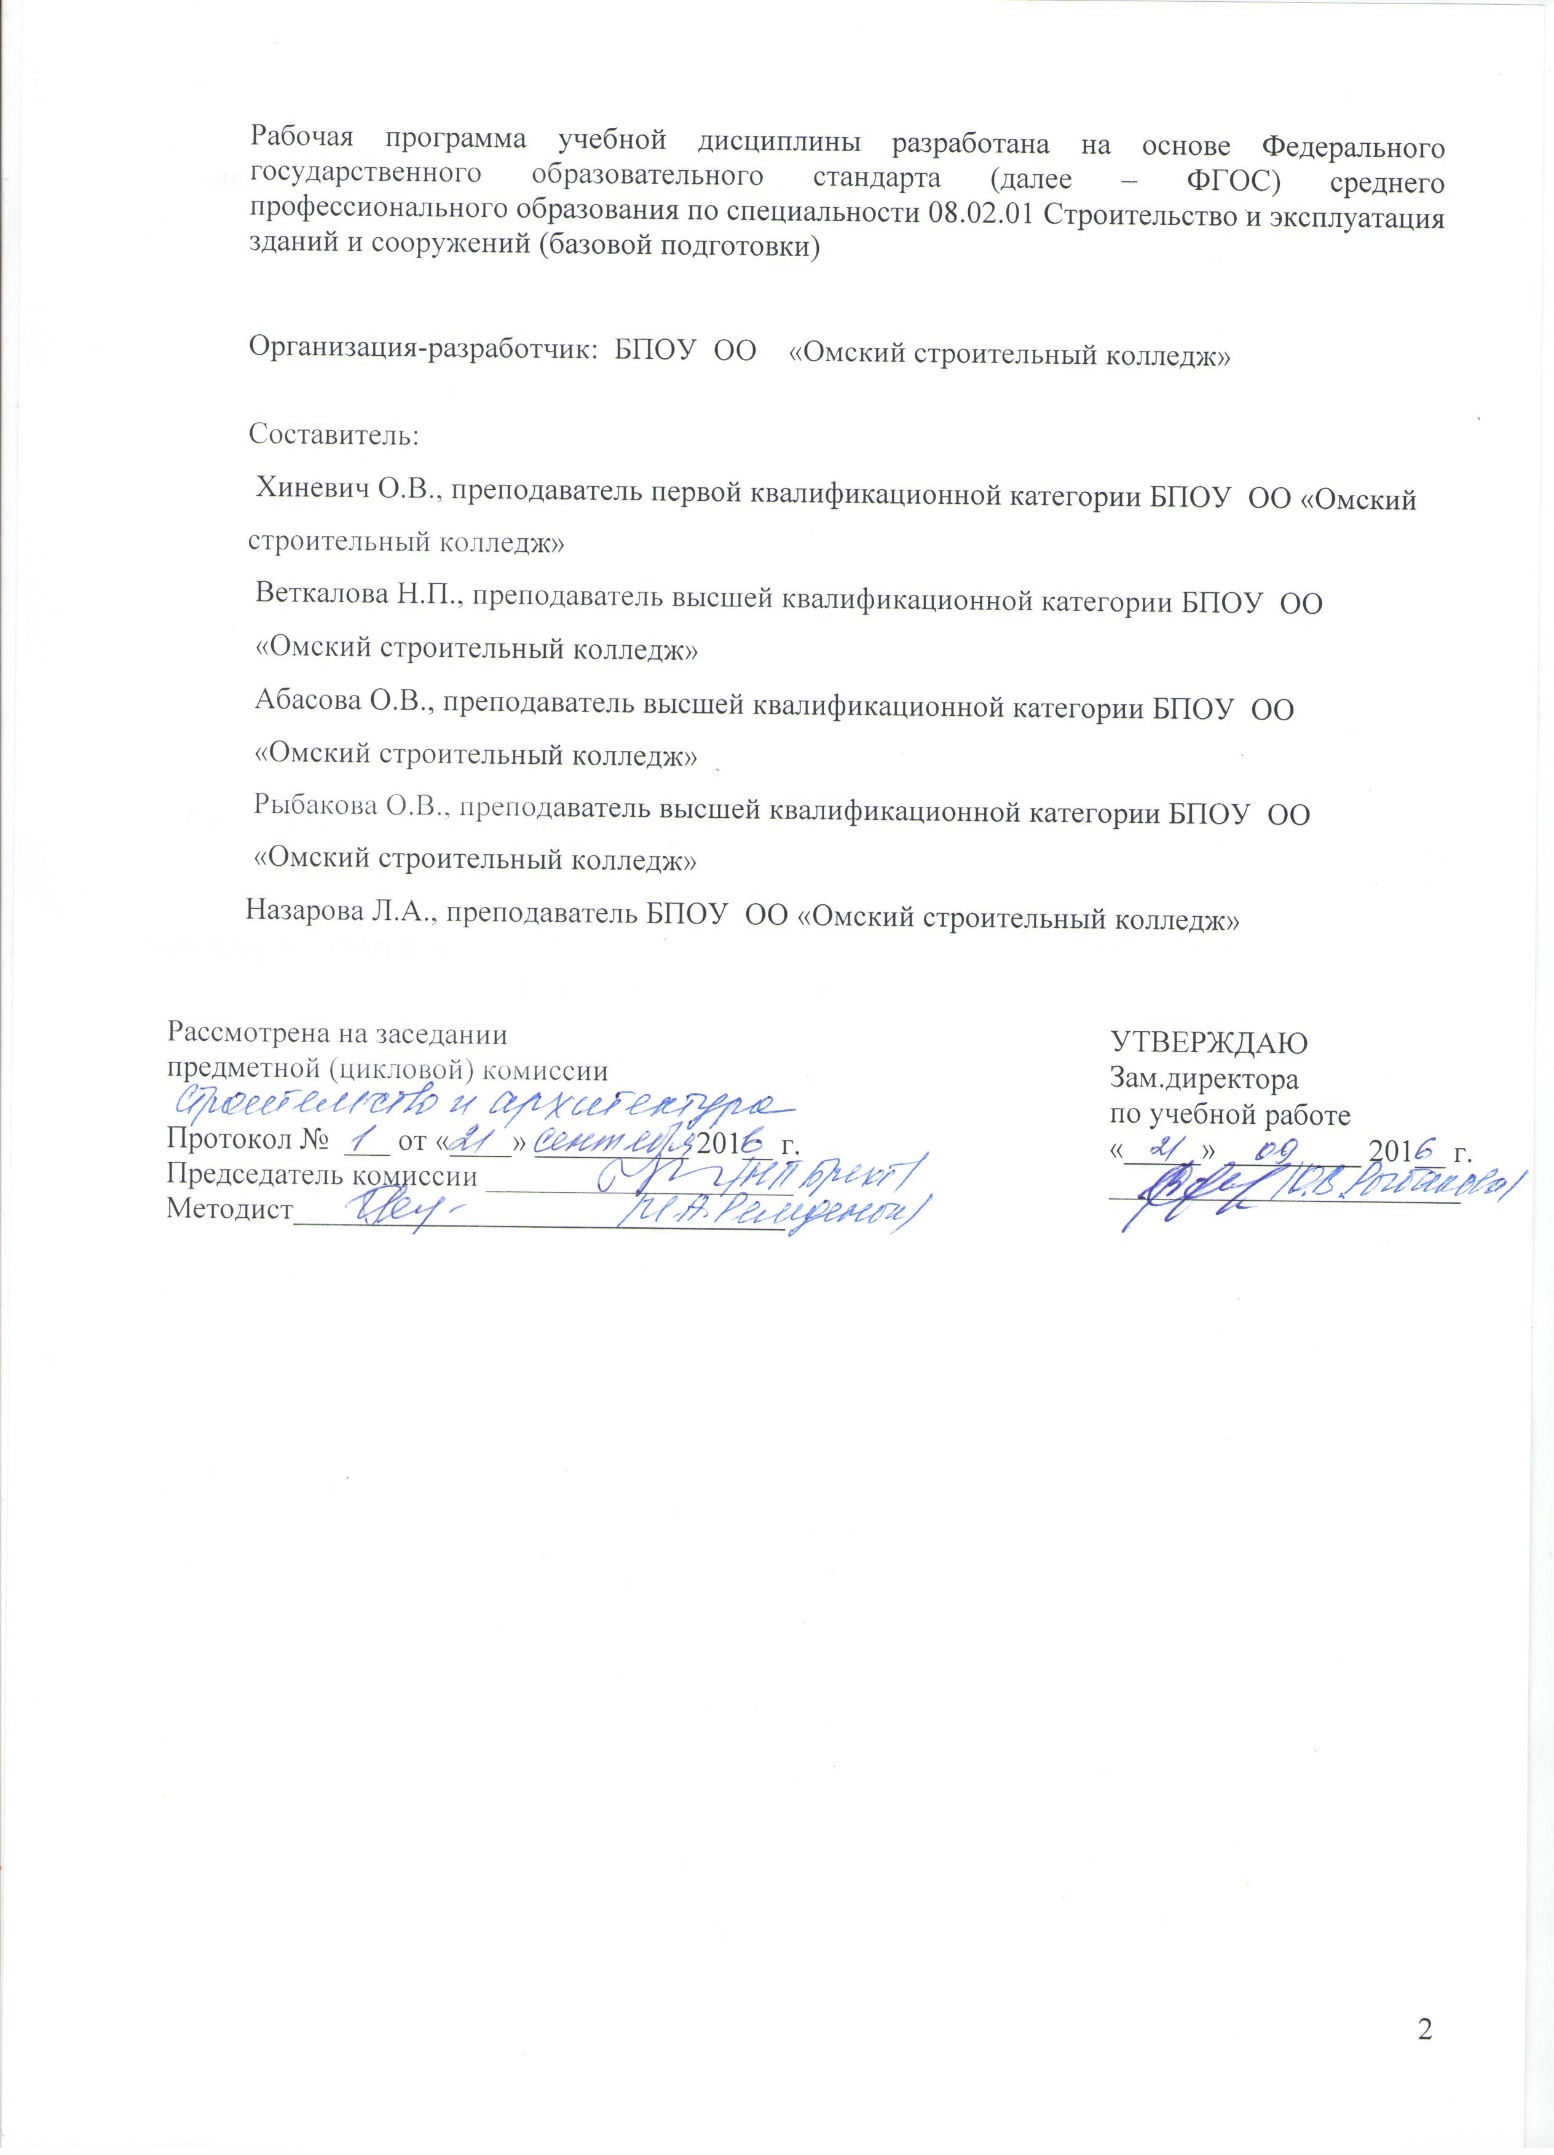 Рабочая программа учебной дисциплины разработана на основе Федерального
государственного образовательного стандарта (далее – ФГОС) среднего
профессионального образования по специальности 08.02.01 Строительство и эксплуатация
зданий и сооружений (базовой подготовки)
Организация-разработчик: БПОУ ОО «Омский строительный колледж»
Составитель:
Хиневич О.В., преподаватель первой квалификационной категории БПОУ ОО «Омский
строительный колледж»
Веткалова Н.П., преподаватель высшей квалификационной категории БПОУ ОО
«Омский строительный колледж»
Абасова О.В., преподаватель высшей квалификационной категории БПОУ ОО
«Омский строительный колледж»
Рыбакова О.В., преподаватель высшей квалификационной категории БПОУ ОО
«Омский строительный колледж»
Назарова Л.А., преподаватель БПОУ ОО «Омский строительный колледж»
Рассмотрена на заседании
предметной (цикловой) комиссии
строительство и архитектура
Протокол № 1 от «21» сентября 2016 г.
Председатель комиссии
Методист
УТВЕРЖДАЮ
Зам.директора
по учебной работе
«21» 09 2016 г.
Рыбакова/
2